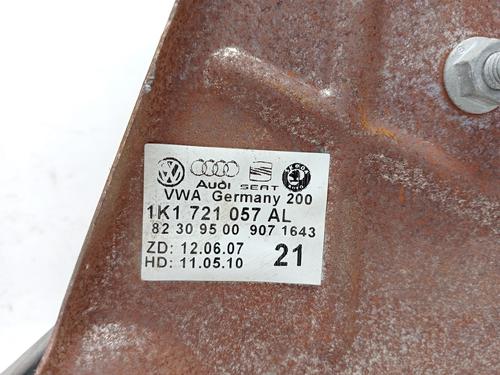 Audi SEAT
VWA Germany 200
1K1 721 057 AL
82 30 95 00 907 1643
ZD: 12.06.07
HD: 11.05.10 21